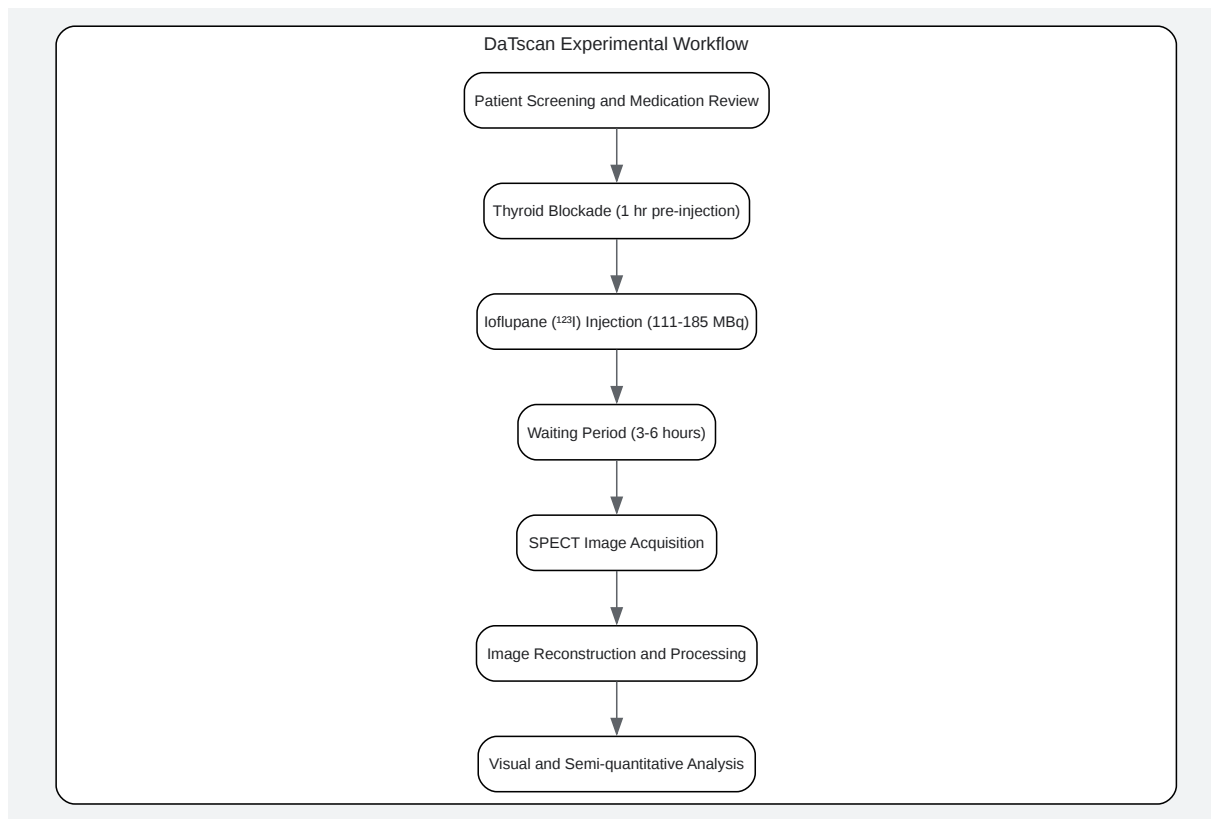 DaTscan Experimental Workflow
Patient Screening and Medication Review
Thyroid Blockade (1 hr pre-injection)
Ioflupane (¹²³I) Injection (111-185 MBq)
Waiting Period (3-6 hours)
SPECT Image Acquisition
Image Reconstruction and Processing
Visual and Semi-quantitative Analysis